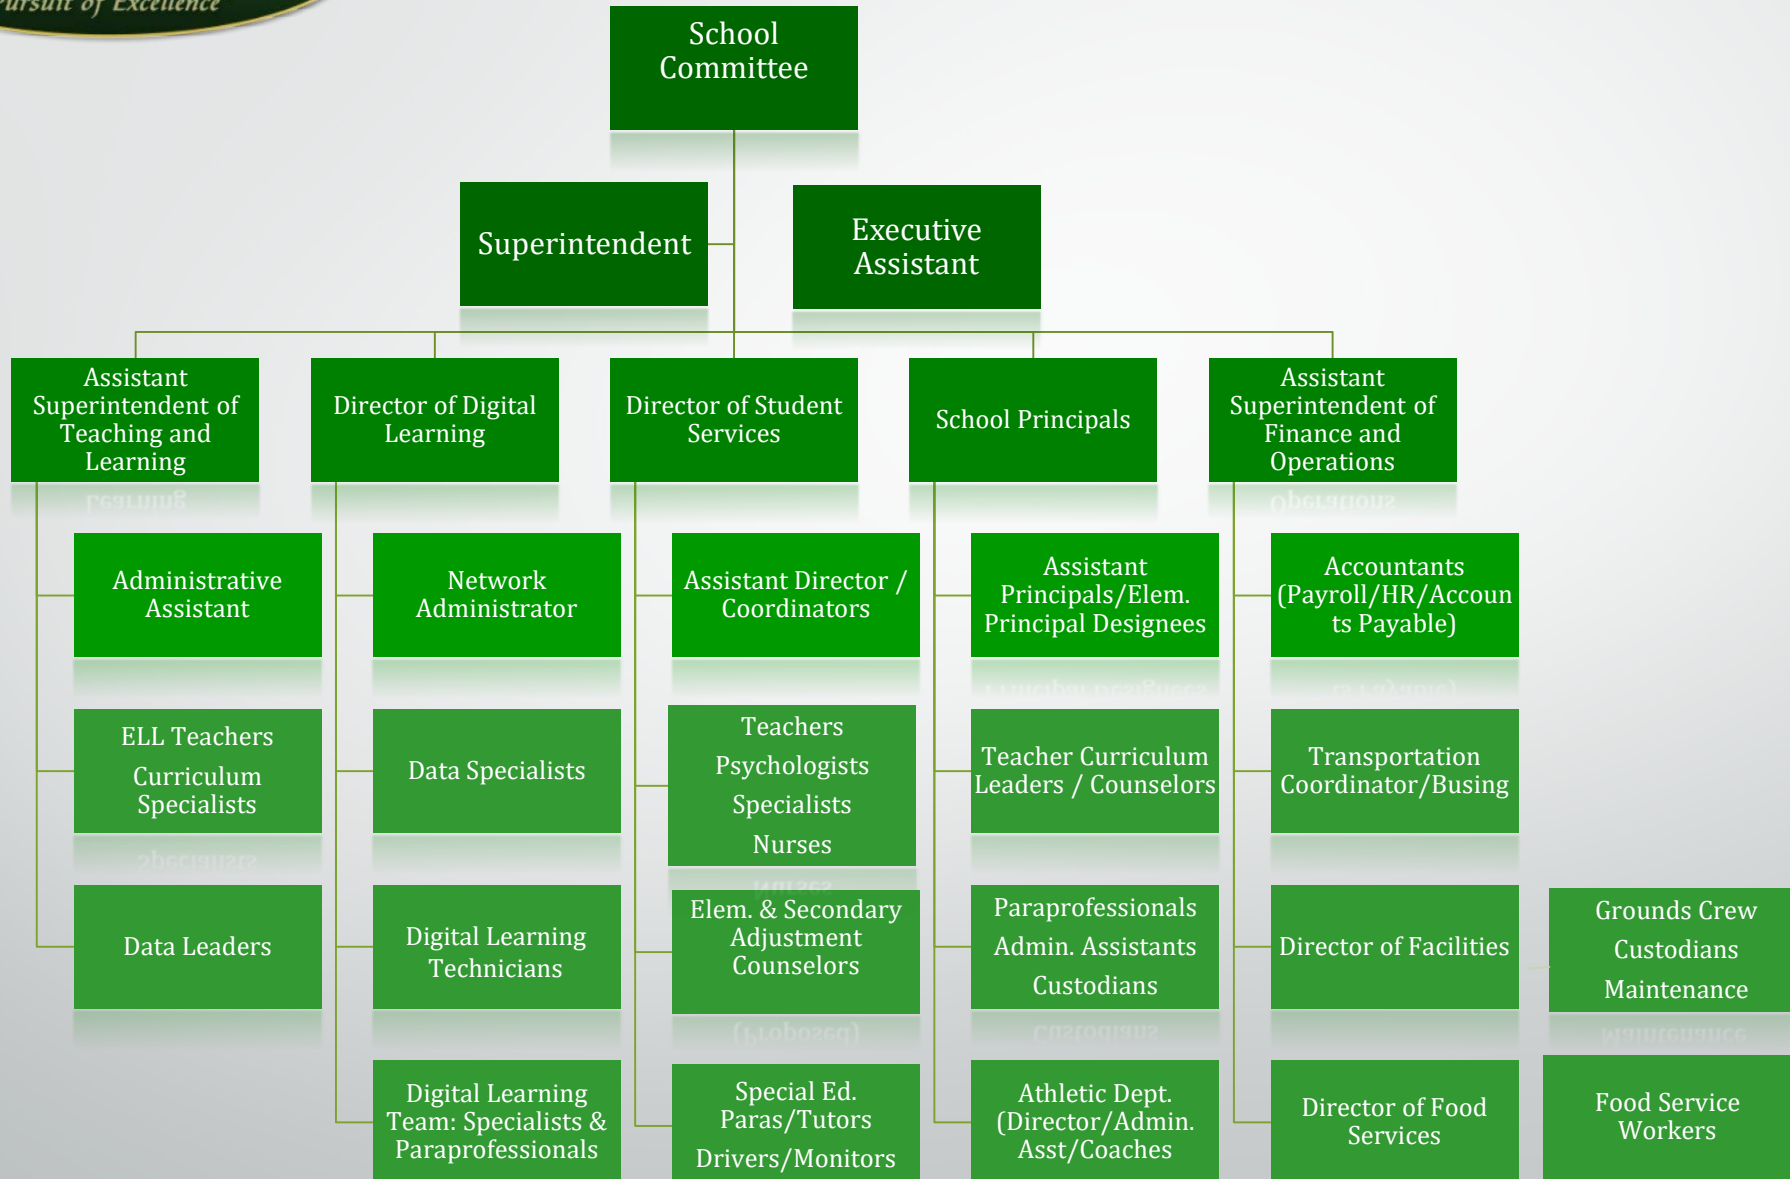 Pursuit of Excellence
School
Committee
Superintendent
Executive
Assistant
Assistant
Superintendent of
Teaching and
Learning
Director of Digital
Learning
Director of Student
Services
School Principals
Assistant
Superintendent of
Finance and
Operations
Administrative
Assistant
Network
Administrator
Assistant Director /
Coordinators
Assistant
Principals/Elem.
Principal Designees
Accountants
(Payroll/HR/Accoun
ts Payable)
ELL Teachers
Curriculum
Specialists
Data Specialists
Teachers
Psychologists
Specialists
Nurses
Teacher Curriculum
Leaders / Counselors
Transportation
Coordinator/Busing
Data Leaders
Digital Learning
Technicians
Elem. & Secondary
Adjustment
Counselors
(Proposed)
Paraprofessionals
Admin. Assistants
Custodians
Director of Facilities
Grounds Crew
Custodians
Maintenance
Digital Learning
Team: Specialists &
Paraprofessionals
Special Ed.
Paras/Tutors
Drivers/Monitors
Athletic Dept.
(Director/Admin.
Asst/Coaches
Director of Food
Services
Food Service
Workers